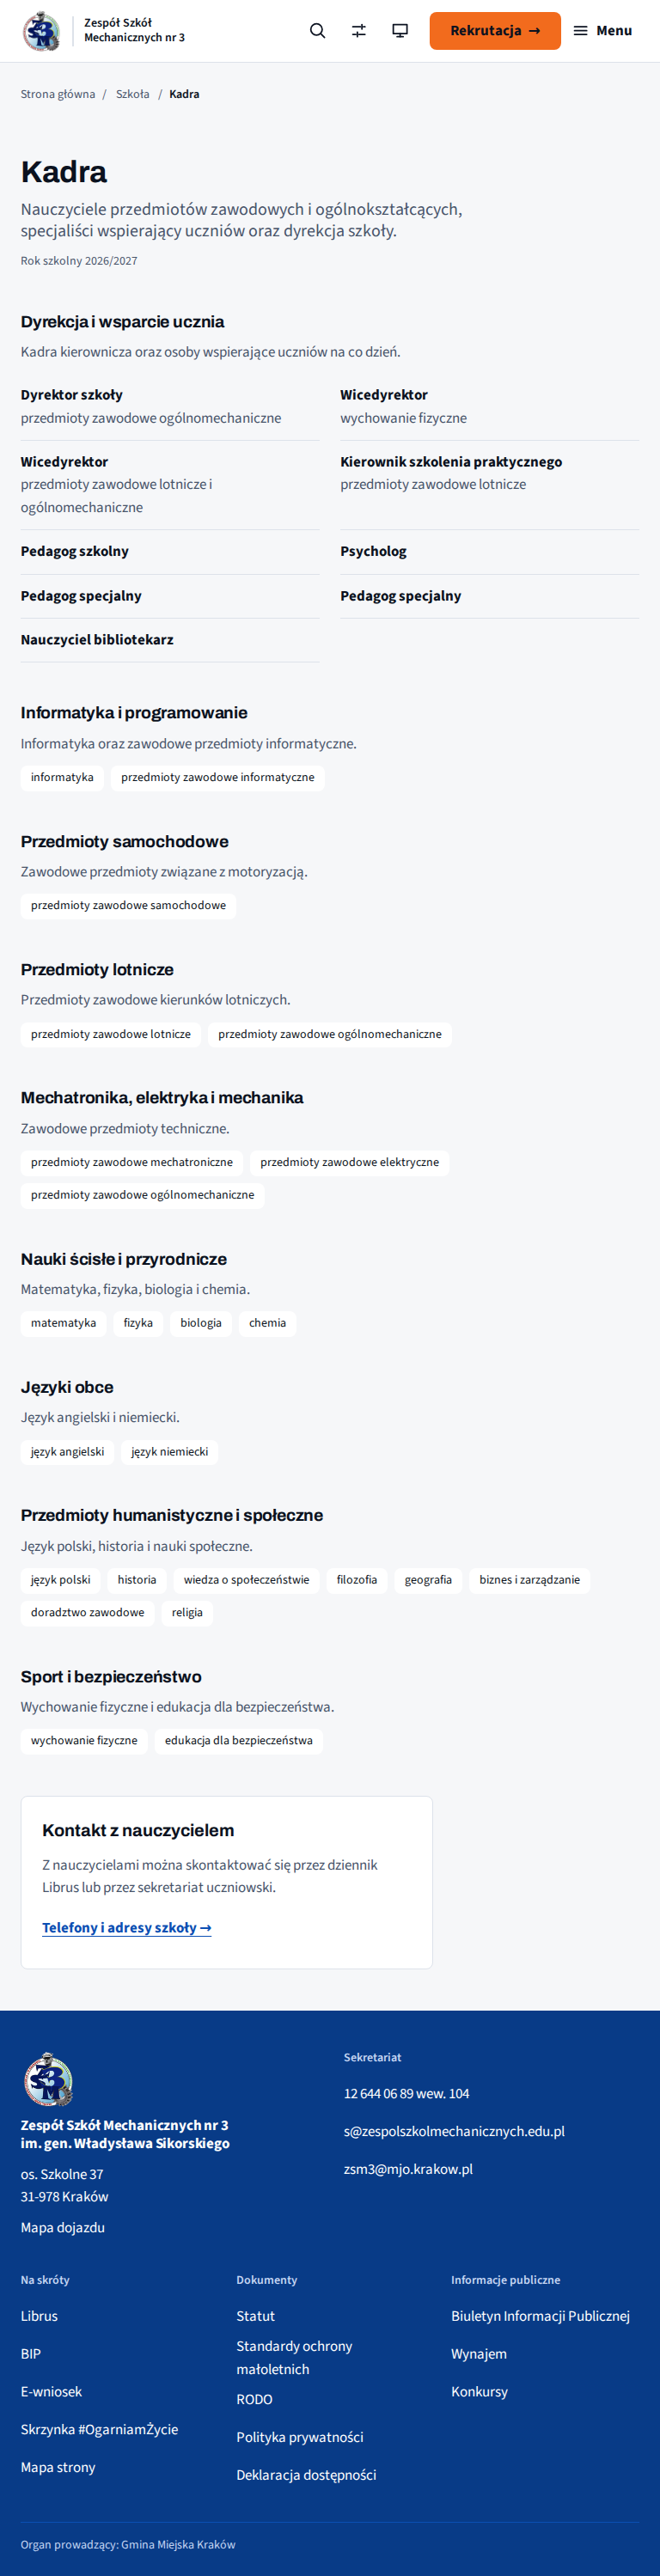 Zespół Szkół
Mechanicznych nr 3
Rekrutacja →
Menu
Strona główna / Szkoła / Kadra
Kadra
Nauczyciele przedmiotów zawodowych i ogólnokształcących,
specjaliści wspierający uczniów oraz dyrekcja szkoły.
Rok szkolny 2026/2027
Dyrekcja i wsparcie ucznia
Kadra kierownicza oraz osoby wspierające uczniów na co dzień.
Dyrektor szkoły
przedmioty zawodowe ogólnomechaniczne
Wicedyrektor
wychowanie fizyczne
Wicedyrektor
przedmioty zawodowe lotnicze i
ogólnomechaniczne
Kierownik szkolenia praktycznego
przedmioty zawodowe lotnicze
Pedagog szkolny
Psycholog
Pedagog specjalny
Pedagog specjalny
Nauczyciel bibliotekarz
Informatyka i programowanie
Informatyka oraz zawodowe przedmioty informatyczne.
informatyka
przedmioty zawodowe informatyczne
Przedmioty samochodowe
Zawodowe przedmioty związane z motoryzacją.
przedmioty zawodowe samochodowe
Przedmioty lotnicze
Przedmioty zawodowe kierunków lotniczych.
przedmioty zawodowe lotnicze
przedmioty zawodowe ogólnomechaniczne
Mechatronika, elektryka i mechanika
Zawodowe przedmioty techniczne.
przedmioty zawodowe mechatroniczne
przedmioty zawodowe elektryczne
przedmioty zawodowe ogólnomechaniczne
Nauki ścisłe i przyrodnicze
Matematyka, fizyka, biologia i chemia.
matematyka
fizyka
biologia
chemia
Języki obce
Język angielski i niemiecki.
język angielski
język niemiecki
Przedmioty humanistyczne i społeczne
Język polski, historia i nauki społeczne.
język polski
historia
wiedza o społeczeństwie
filozofia
geografia
biznes i zarządzanie
doradztwo zawodowe
religia
Sport i bezpieczeństwo
Wychowanie fizyczne i edukacja dla bezpieczeństwa.
wychowanie fizyczne
edukacja dla bezpieczeństwa
Kontakt z nauczycielem
Z nauczycielami można skontaktować się przez dziennik
Librus lub przez sekretariat uczniowski.
Telefony i adresy szkoły →
Zespół Szkół Mechanicznych nr 3
im. gen. Władysława Sikorskiego
os. Szkolne 37
31-978 Kraków
Mapa dojazdu
Sekretariat
12 644 06 89 wew. 104
s@zespolszkolmechanicznych.edu.pl
zsm3@mjo.krakow.pl
Na skróty
Librus
BIP
E-wniosek
Skrzynka #OgarniamŻycie
Mapa strony
Dokumenty
Statut
Standardy ochrony
małoletnich
RODO
Polityka prywatności
Deklaracja dostępności
Informacje publiczne
Biuletyn Informacji Publicznej
Wynajem
Konkursy
Organ prowadzący: Gmina Miejska Kraków